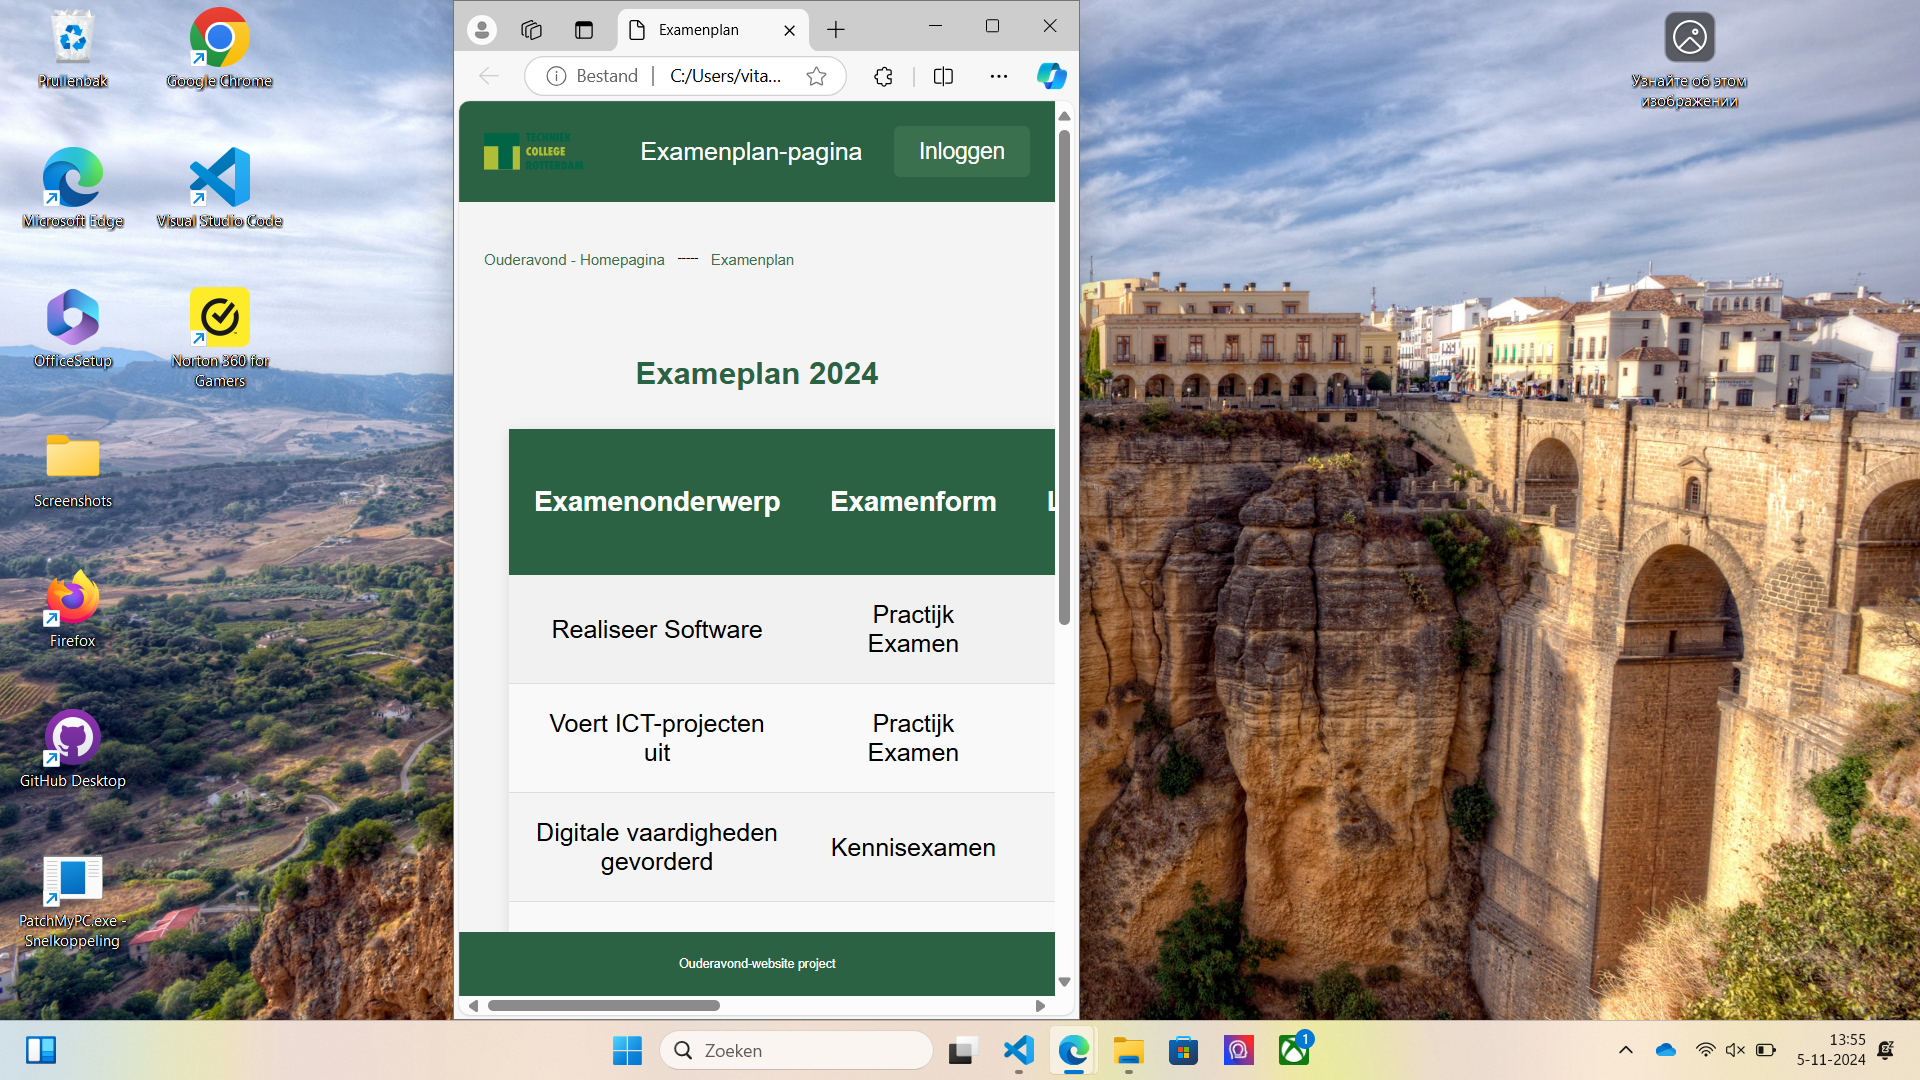 Prullenbak
Google Chrome
Microsoft Edge
Visual Studio Code
OfficeSetup
Norton 360 for
Gamers
Screenshots
Firefox
GitHub Desktop
PatchMyPC.exe -
Snelkoppeling
Examenplan
Bestand
C:/Users/vita...
TECHNIEK
COLLEGE
ROTTERDAM
Examenplan-pagina
Inloggen
Ouderavond - Homepagina ---- Examenplan
Exameplan 2024
Examenonderwerp Examenform L
Realiseer Software
Practijk
Examen
Voert ICT-projecten
uit
Practijk
Examen
Digitale vaardigheden
gevorderd
Kennisexamen
Ouderavond-website project
Узнайте об этом
изображении
Zoeken
1
13:55
5-11-2024